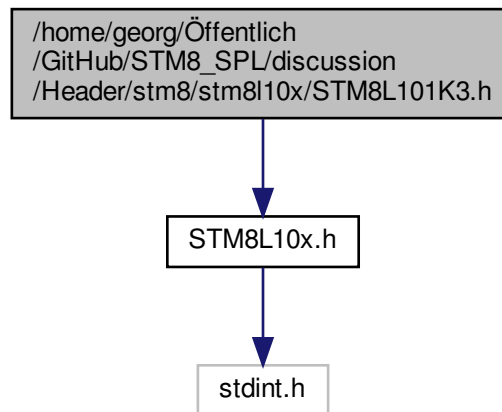 /home/georg/Öffentlich
/GitHub/STM8_SPL/discussion
/Header/stm8/stm8l10x/STM8L101K3.h
STM8L10x.h
stdint.h